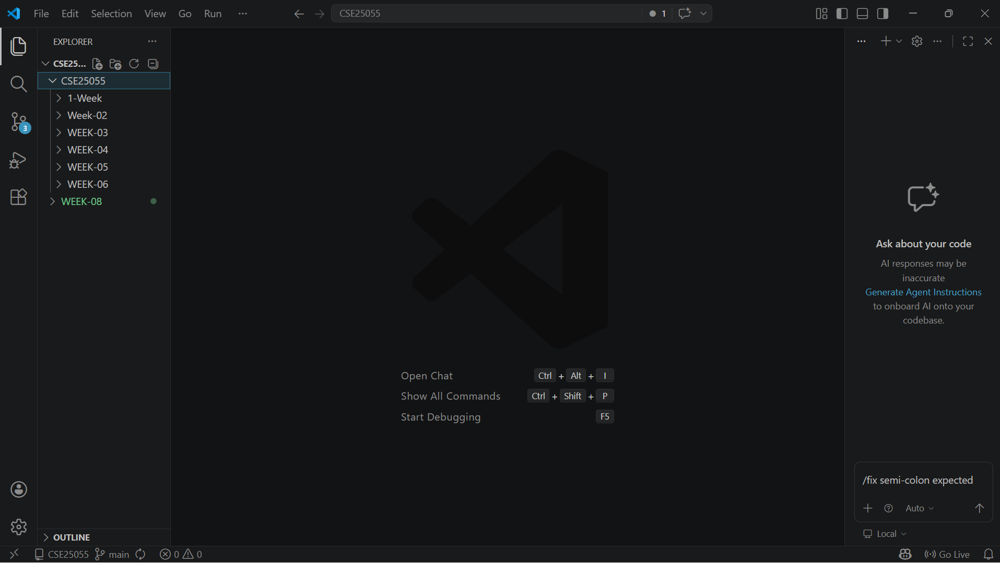 File Edit Selection View Go Run ···
CSE25055
1
EXPLORER
CSE25...
CSE25055
1-Week
Week-02
WEEK-03
WEEK-04
WEEK-05
WEEK-06
WEEK-08
3
Open Chat Ctrl + Alt + I
Show All Commands Ctrl + Shift + P
Start Debugging F5
Ask about your code
AI responses may be
inaccurate
Generate Agent Instructions
to onboard AI onto your
codebase.
/fix semi-colon expected
Auto
Local
OUTLINE
CSE25055 main 0 0
Go Live